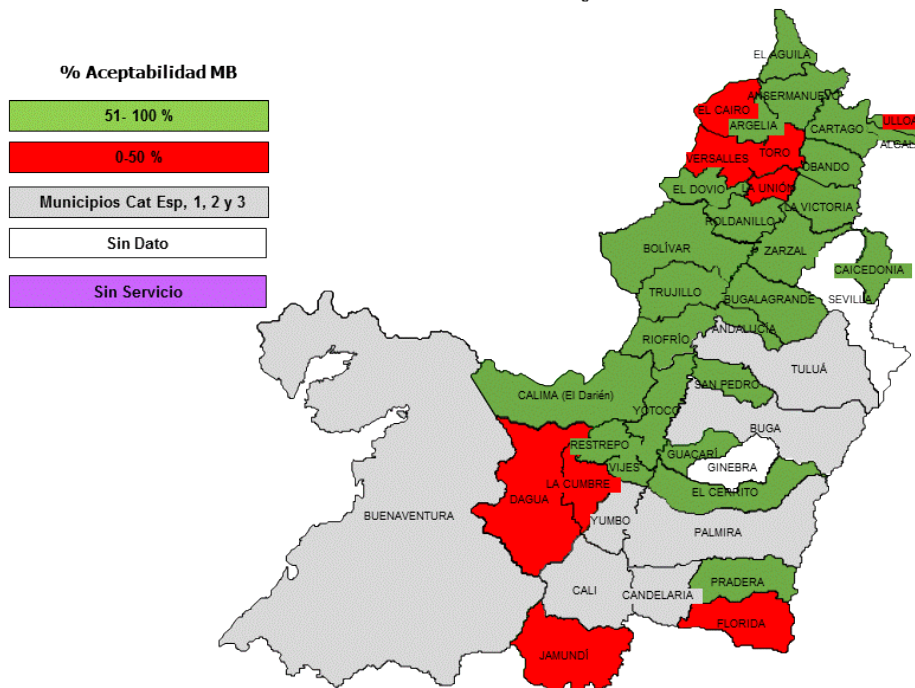 % Aceptabilidad MB
51- 100 %
0-50 %
Municipios Cat Esp, 1, 2 y 3
Sin Dato
Sin Servicio
EL AGUILA
ANSERMANUEVO
EL CAIRO
ARGELIA
CARTAGO
ULLOA
VERSALLES
TORO
OBANDO
EL DOVIO
LA UNIÓN
LA VICTORIA
ROLDANILLO
BOLÍVAR
ZARZAL
CAICEDONIA
TRUJILLO
BUGALAGRANDE
SEVILLA
ANDALUCÍA
RIOFRÍO
TULUÁ
SAN PEDRO
CALIMA (El Darién)
YOTOCO
BUGA
RESTREPO
GUACARÍ
VIJES
GINEBRA
LA CUMBRE
DAGUA
EL CERRITO
BUENAVENTURA
YUMBO
PALMIRA
CALI
CANDELARIA
PRADERA
FLORIDA
JAMUNDÌ